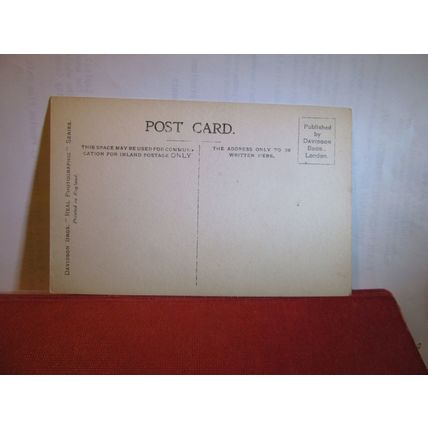 POST CARD.
THIS SPACE MAY BE USED FOR COMMUNI-
CATION FOR INLAND POSTAGE ONLY
THE ADDRESS ONLY TO BE
WRITTEN HERE.
Published
by
DAVIDSON
BROS.,
London.
DAVIDSON BROS. "REAL PHOTOGRAPHIC" SERIES.
Printed in England.